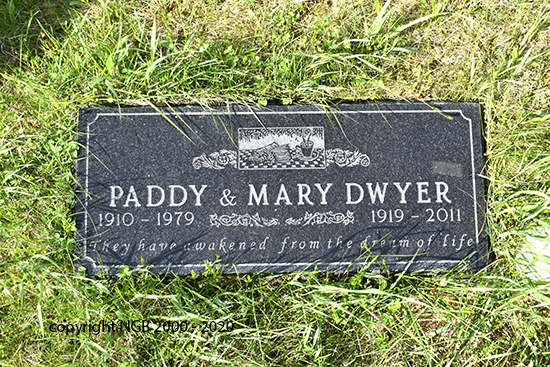 PADDY & MARY DWYER
1910 - 1979 1919 - 2011
They have awakened from the dream of life
copyright NGB 2000 - 2020